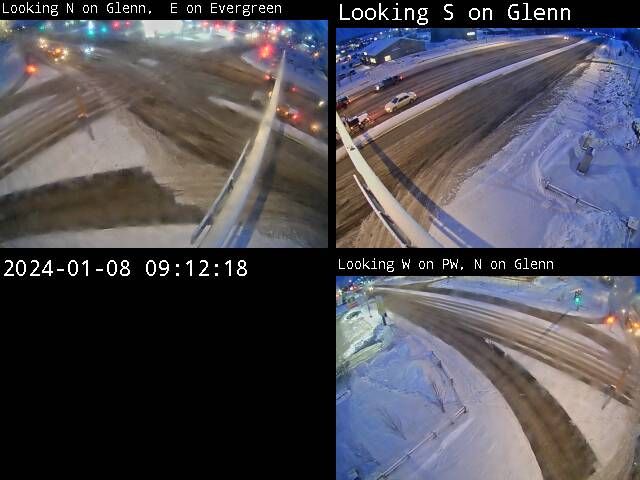 Looking N on Glenn,  E on Evergreen
Looking S on Glenn
2024-01-08 09:12:18
Looking W on PW, N on Glenn